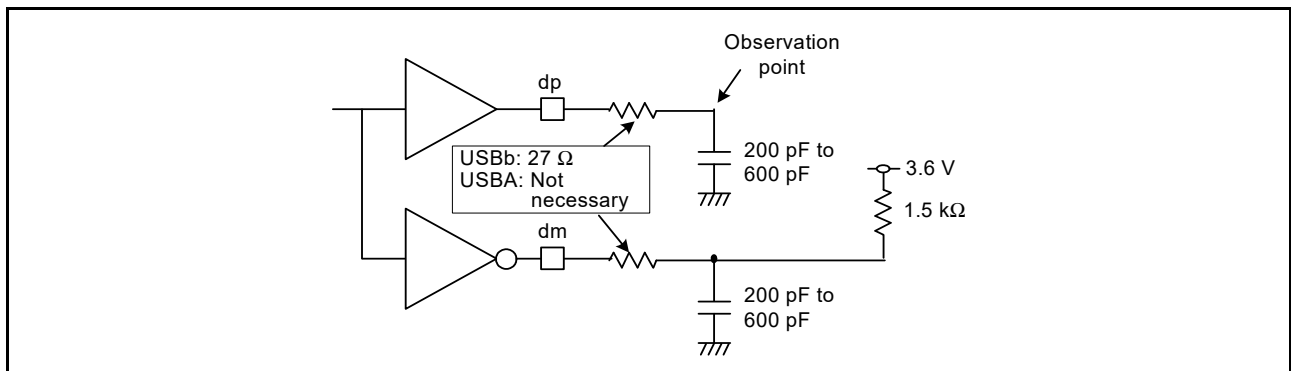 Observation
point
dp
USBb: 27 Ω
USBA: Not
necessary
200 pF to
600 pF
3.6 V
1.5 kΩ
dm
200 pF to
600 pF